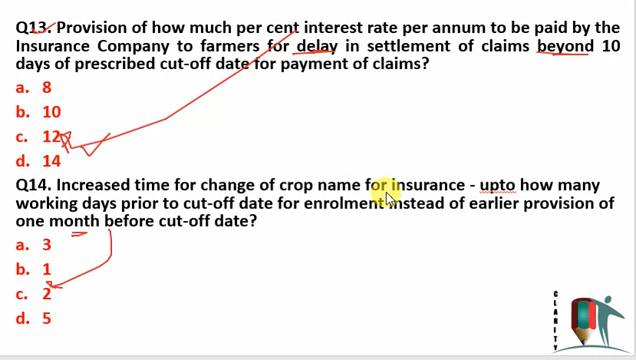 Q13. Provision of how much per cent interest rate per annum to be paid by the
Insurance Company to farmers for delay in settlement of claims beyond 10
days of prescribed cut-off date for payment of claims?
a. 8
b. 10
c. 12
d. 14
Q14. Increased time for change of crop name for insurance - upto how many
working days prior to cut-off date for enrolment instead of earlier provision of
one month before cut-off date?
a. 3
b. 1
c. 2
d. 5
CLARITY